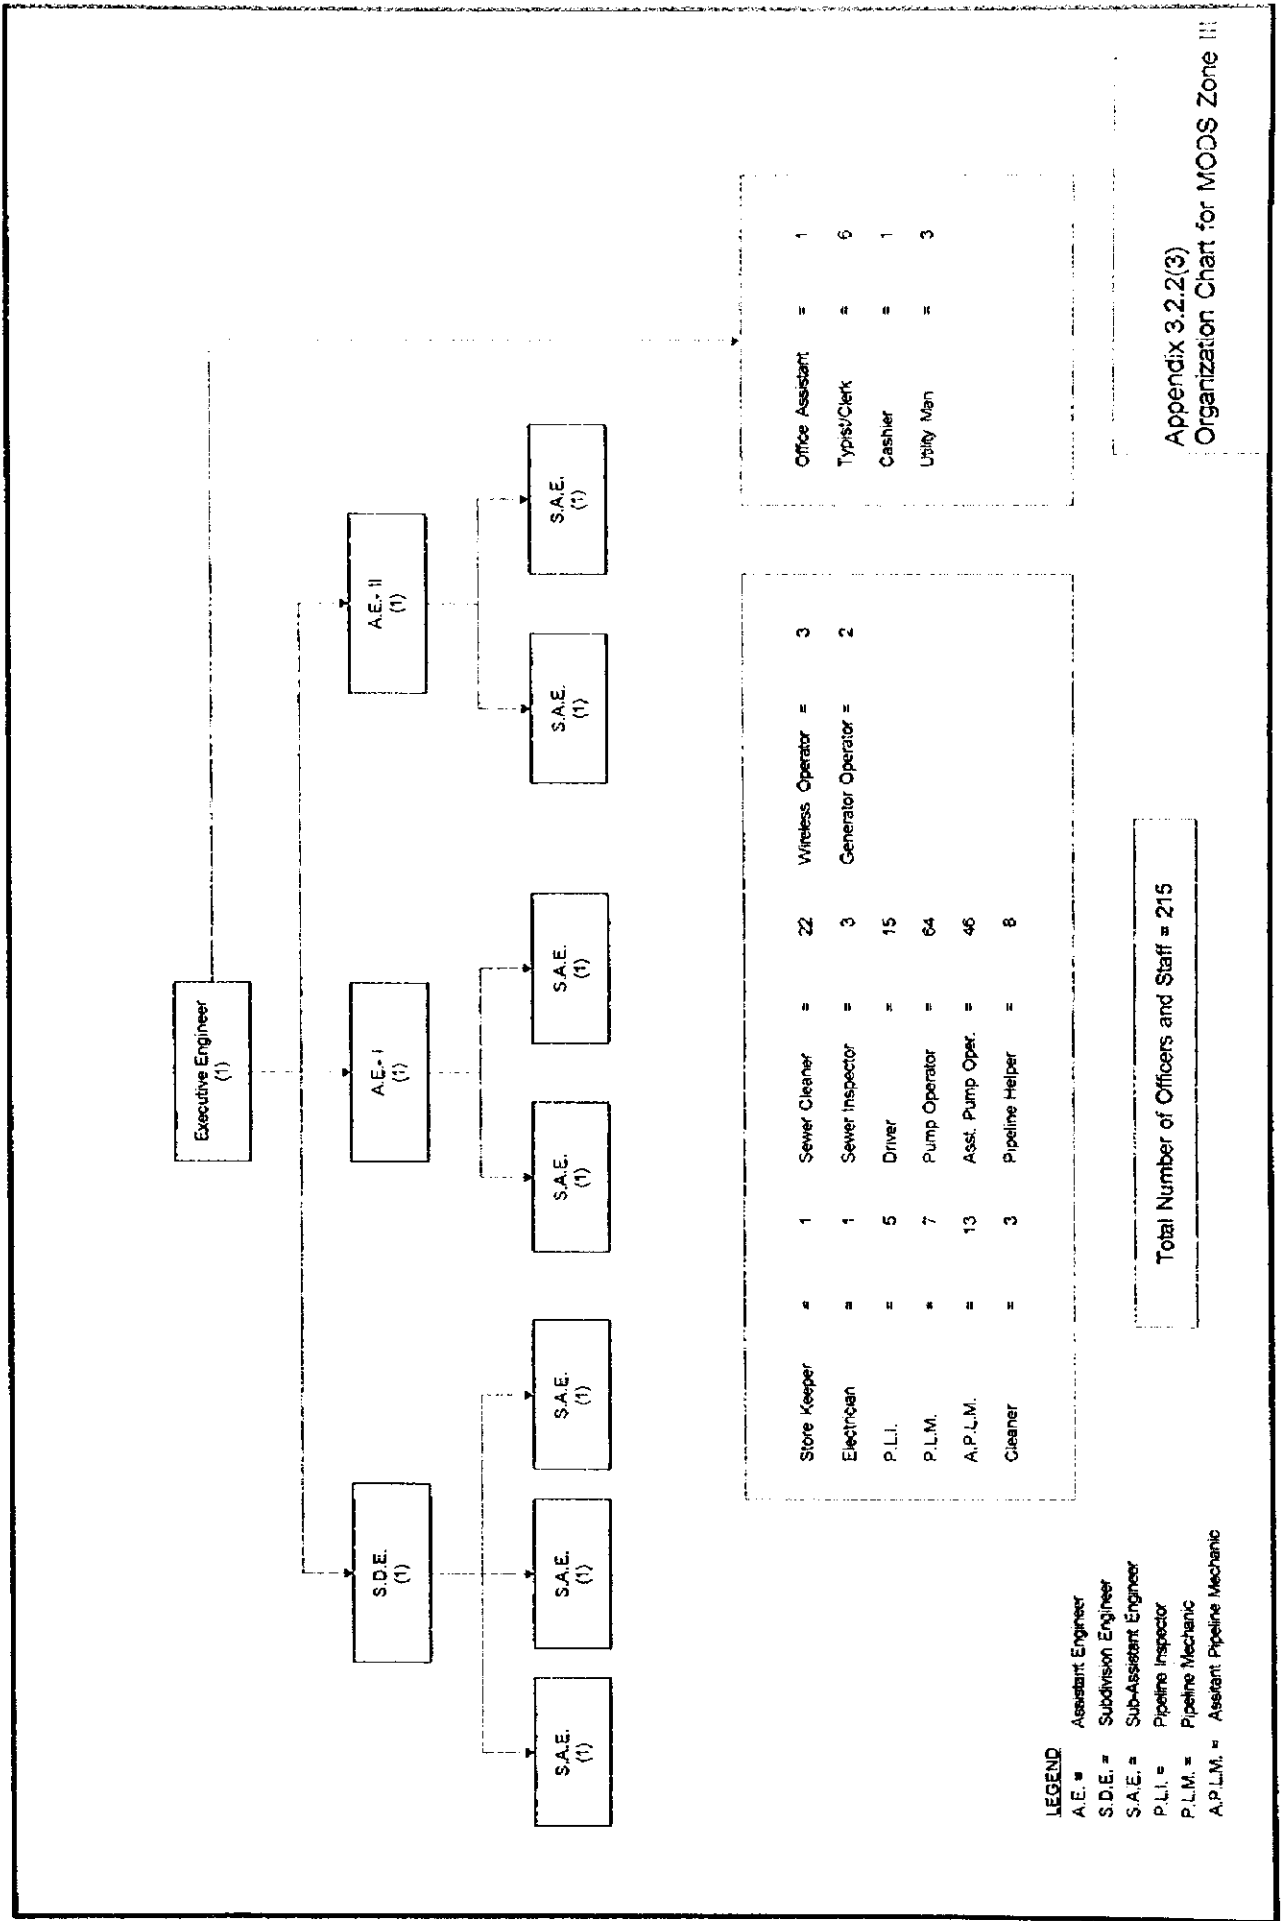 Executive Engineer
(1)
S.D.E.
(1)
A.E.- I
(1)
A.E.- II
(1)
S.A.E.
(1)
S.A.E.
(1)
S.A.E.
(1)
S.A.E.
(1)
S.A.E.
(1)
S.A.E.
(1)
S.A.E.
(1)
Store Keeper = 1 Sewer Cleaner = 22 Wireless Operator = 3
Electrician = 1 Sewer Inspector = 3 Generator Operator = 2
P.L.I. = 5 Driver = 15
P.L.M. = 7 Pump Operator = 64
A.P.L.M. = 13 Asst. Pump Oper. = 46
Cleaner = 3 Pipeline Helper = 8
Office Assistant = 1
Typist/Clerk = 6
Cashier = 1
Utility Man = 3
LEGEND
A.E. = Assistant Engineer
S.D.E. = Subdivision Engineer
S.A.E. = Sub-Assistant Engineer
P.L.I. = Pipeline Inspector
P.L.M. = Pipeline Mechanic
A.P.L.M. = Assitant Pipeline Mechanic
Total Number of Officers and Staff = 215
Appendix 3.2.2(3)
Organization Chart for MODS Zone III